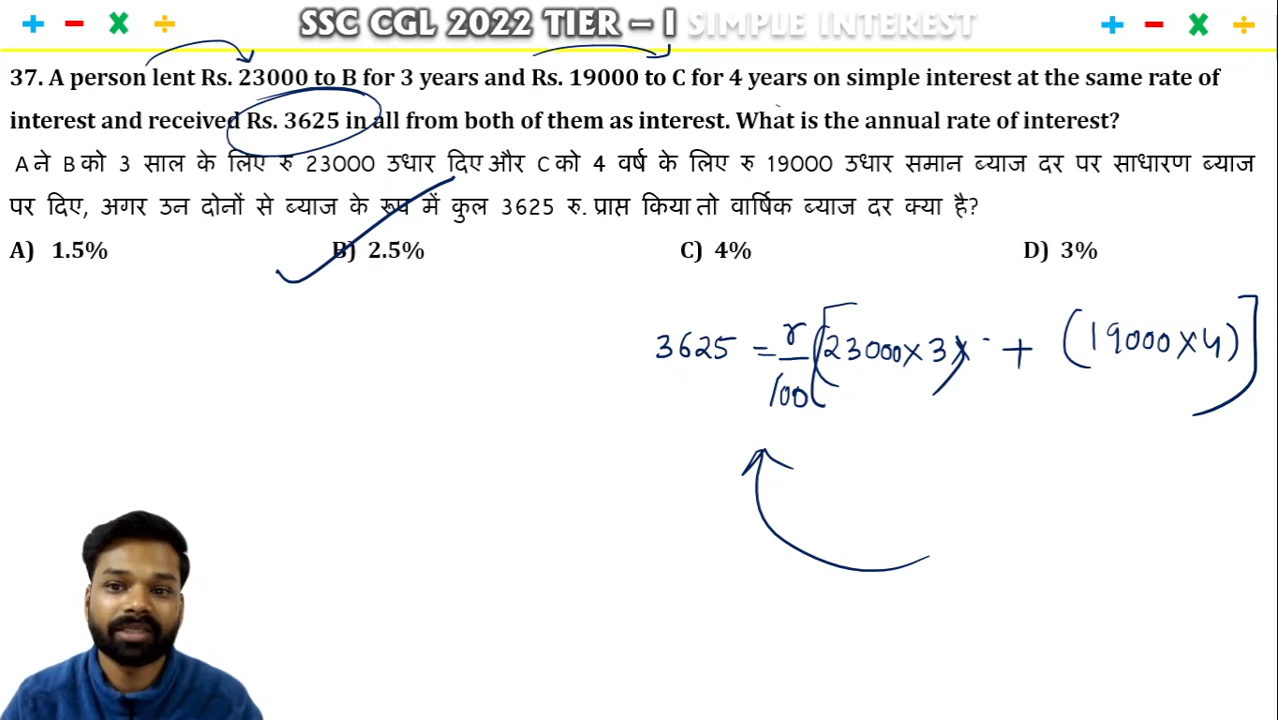 SSC CGL 2022 TIER – I SIMPLE INTEREST
37. A person lent Rs. 23000 to B for 3 years and Rs. 19000 to C for 4 years on simple interest at the same rate of
interest and received Rs. 3625 in all from both of them as interest. What is the annual rate of interest?
A ने B को 3 साल के लिए रु 23000 उधार दिए और C को 4 वर्ष के लिए रु 19000 उधार समान ब्याज दर पर साधारण ब्याज
पर दिए, अगर उन दोनों से ब्याज के रूप में कुल 3625 रु. प्राप्त किया तो वार्षिक ब्याज दर क्या है?
A) 1.5% B) 2.5% C) 4% D) 3%
3625 = r/100 [(23000×3) + (19000×4)]